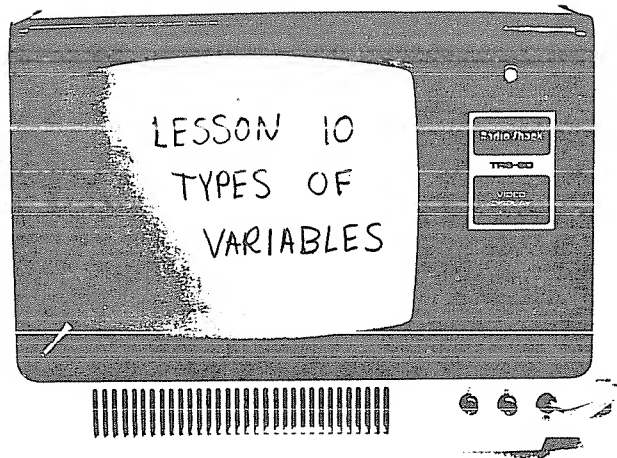 LESSON 10
TYPES OF
VARIABLES
Radio Shack
TRS-80
VIDEO
DISPLAY